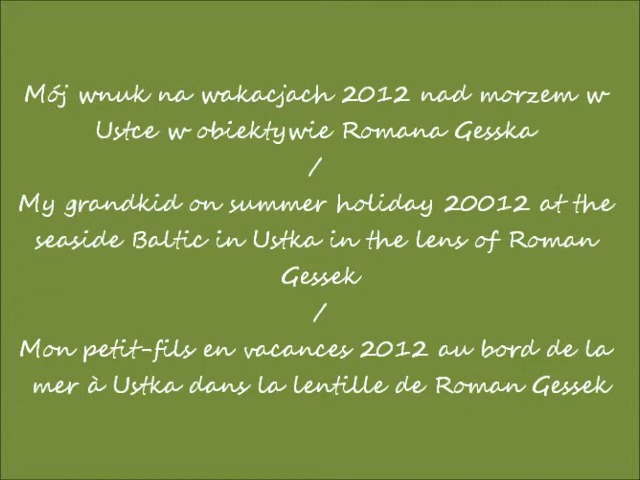 Mój wnuk na wakacjach 2012 nad morzem w
Ustce w obiektywie Romana Gesska
/
My grandkid on summer holiday 20012 at the
seaside Baltic in Ustka in the lens of Roman
Gessek
/
Mon petit-fils en vacances 2012 au bord de la
mer à Ustka dans la lentille de Roman Gessek